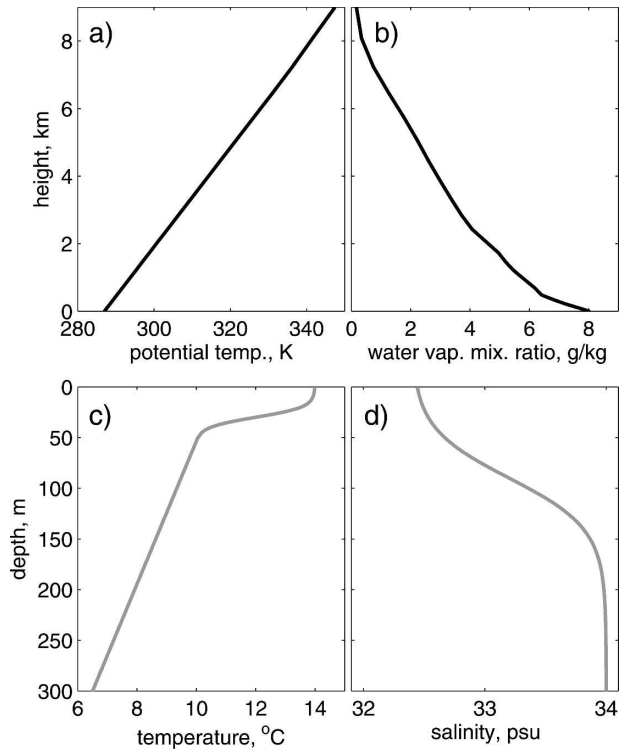 a)
b)
8
6
4
2
0
height, km
280 300 320 340
0 2 4 6 8
potential temp., K
water vap. mix. ratio, g/kg
c)
d)
0
50
100
150
200
250
300
depth, m
6 8 10 12 14
32 33 34
temperature, °C
salinity, psu